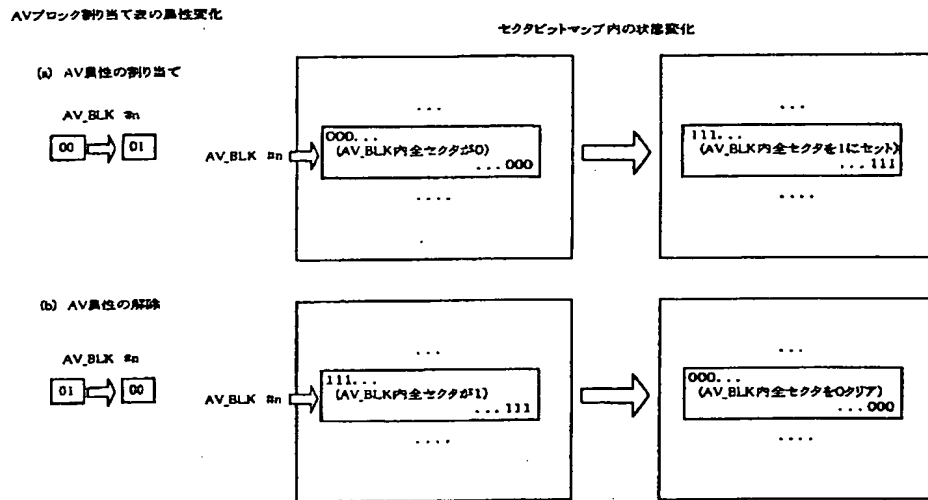 AVブロック割り当て表の属性変化
セクタビットマップ内の状態変化
(a) AV属性の割り当て
AV_BLK #n
00
01
AV_BLK #n
...
000...
(AV_BLK内全セクタが0)
...000
....
...
111...
(AV_BLK内全セクタを1にセット)
...111
....
(b) AV属性の解除
AV_BLK #n
01
00
AV_BLK #n
...
111...
(AV_BLK内全セクタが1)
...111
....
...
000...
(AV_BLK内全セクタを0クリア)
...000
....